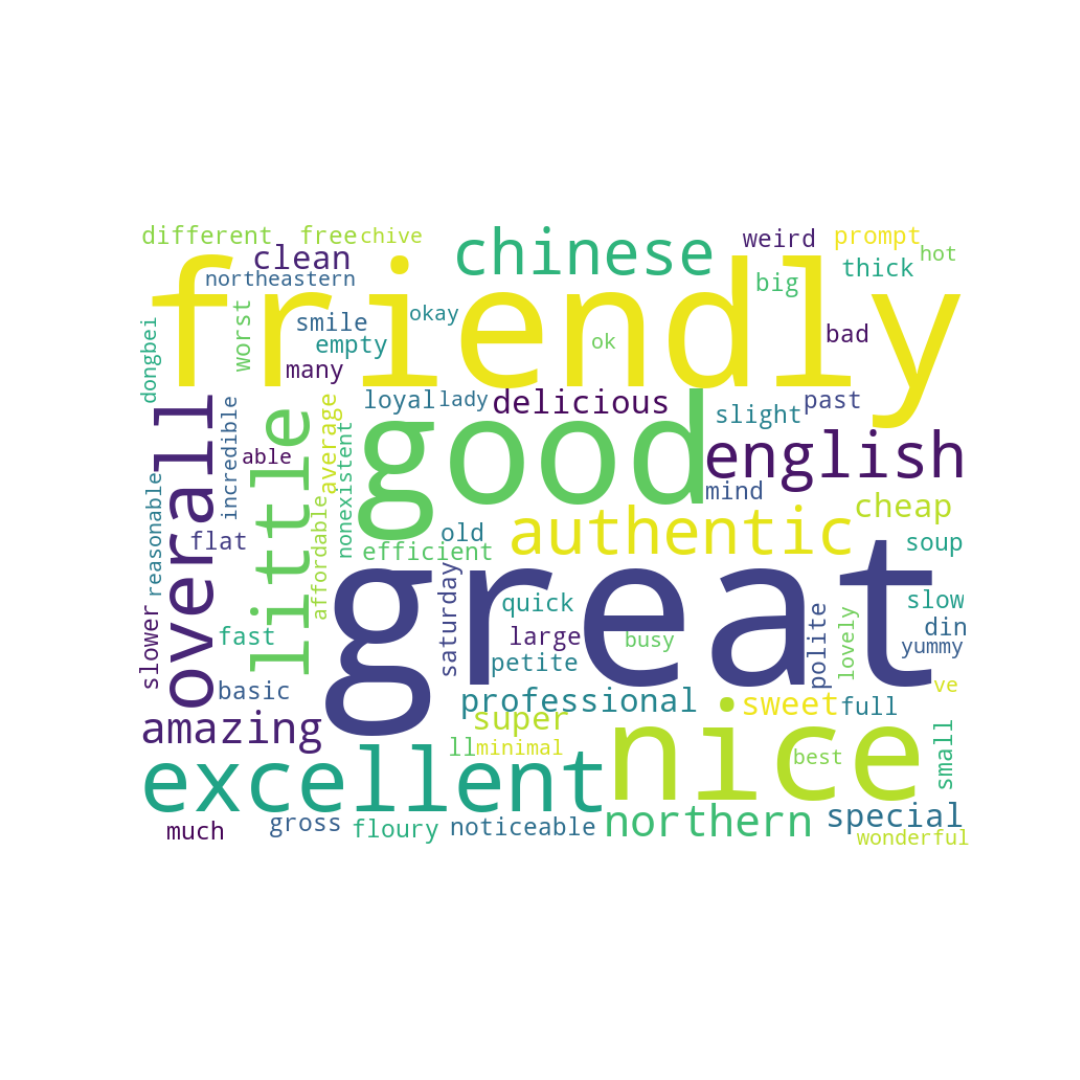 different
free
chive
chinese
weird
prompt
hot
clean
northeastern
friendly
thick
big
dongbei
worst
smile
okay
empty
ok
bad
many
overall
little
loyal
lady
delicious
slight
past
good
english
incredible
able
average
nonexistent
mind
reasonable
affordable
flat
old
efficient
authentic
cheap
soup
great
slower
fast
saturday
quick
large
busy
petite
polite
lovely
slow
din
yummy
basic
professional
sweet
full
ve
amazing
super
ll
minimal
nice
best
small
excellent
much
gross
floury
noticeable
northern
special
wonderful